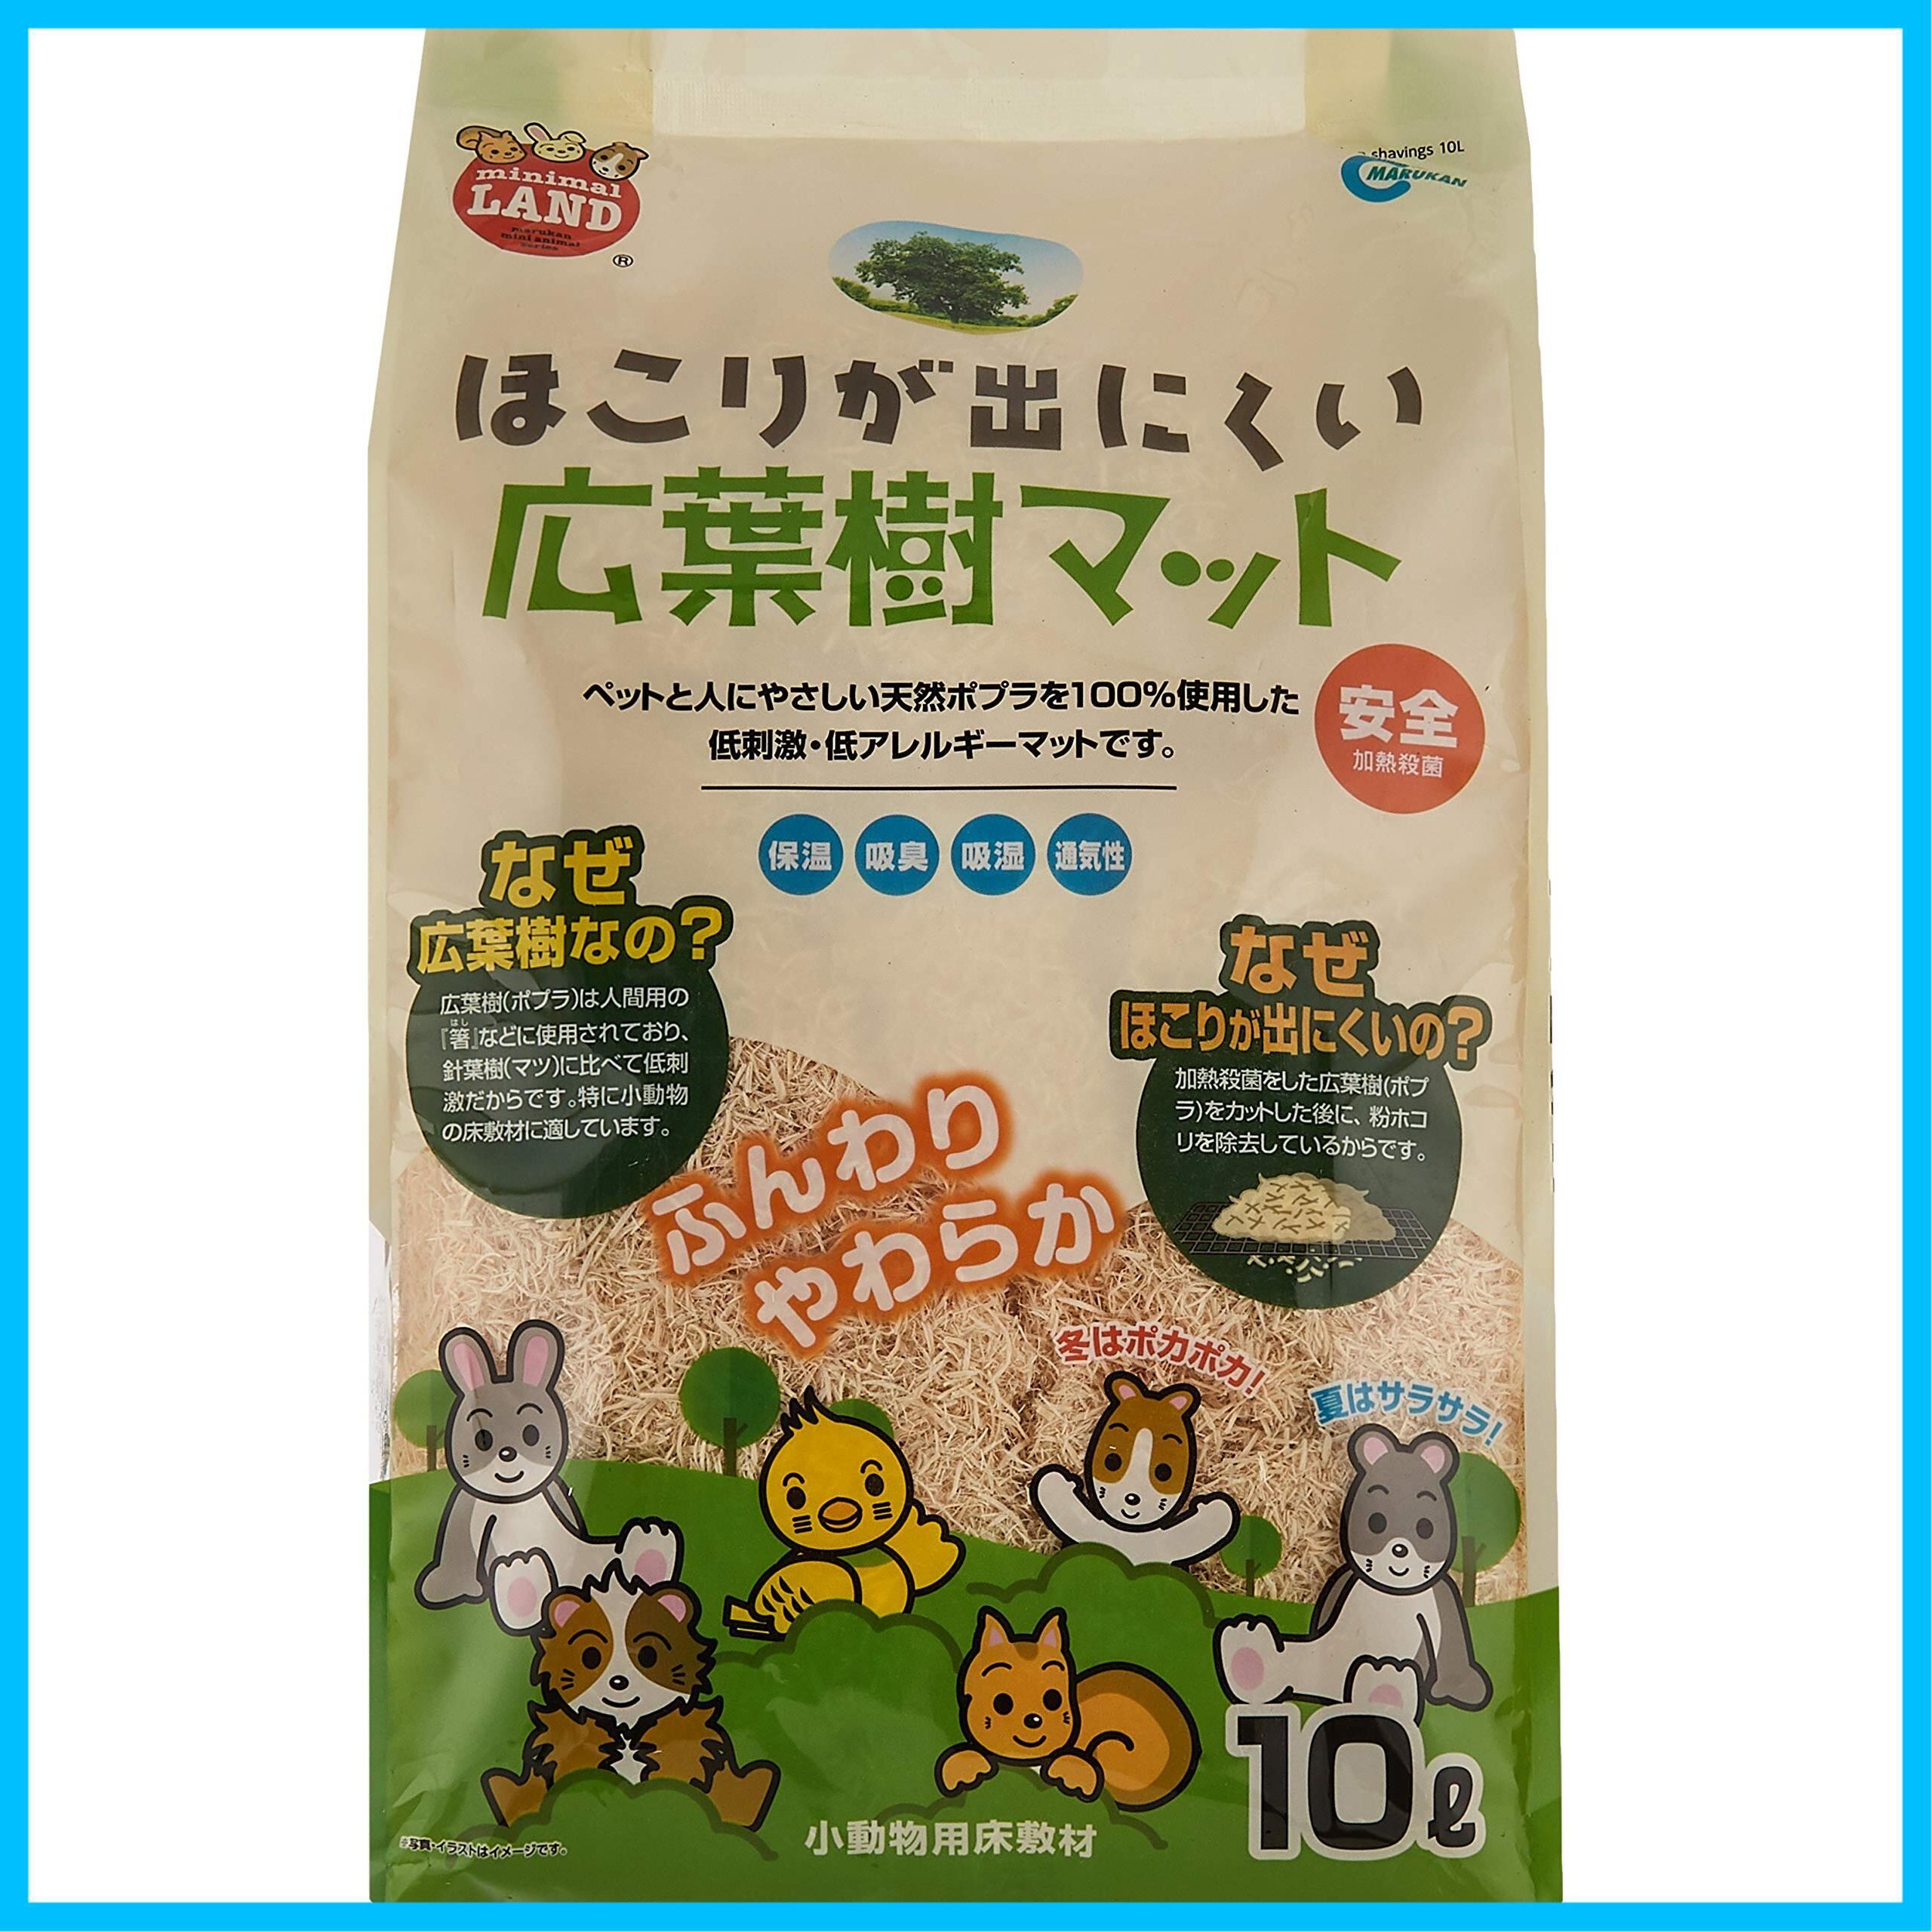 minimal
LAND
marukan
mini animal
series
®
shavings 10L
MARUKAN
ほこりが出にくい
広葉樹マット
ペットと人にやさしい天然ポプラを100%使用した
低刺激・低アレルギーマットです。
安全
加熱殺菌
保温 吸臭 吸湿 通気性
なぜ
広葉樹なの?
広葉樹(ポプラ)は人間用の
はし
『箸』などに使用されており、
針葉樹(マツ)に比べて低刺
激だからです。特に小動物
の床敷材に適しています。
なぜ
ほこりが出にくいの?
加熱殺菌をした広葉樹(ポプ
ラ)をカットした後に、粉ホコ
リを除去しているからです。
ふんわり
やわらか
冬はポカポカ!
夏はサラサラ!
10ℓ
小動物用床敷材
※写真・イラストはイメージです。